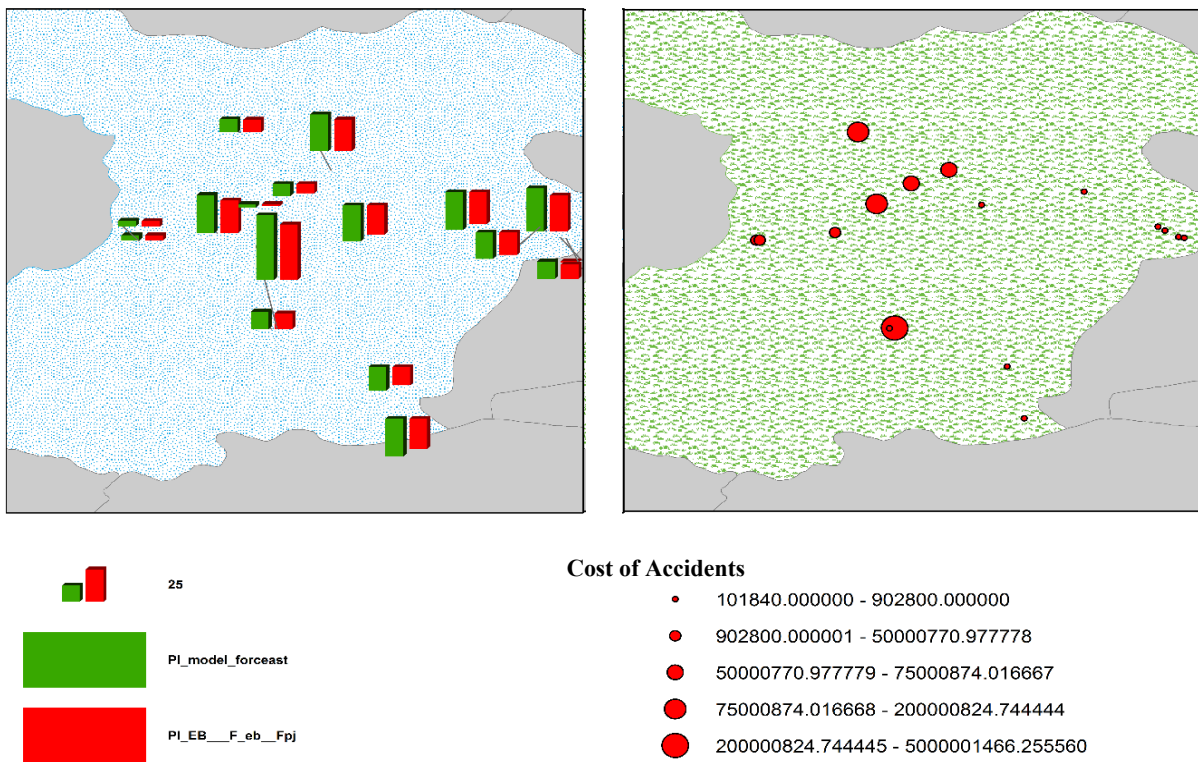 25
PI_model_forceast
PI_EB___F_eb__Fpj
Cost of Accidents
101840.000000 - 902800.000000
902800.000001 - 50000770.977778
50000770.977779 - 75000874.016667
75000874.016668 - 200000824.744444
200000824.744445 - 5000001466.255560